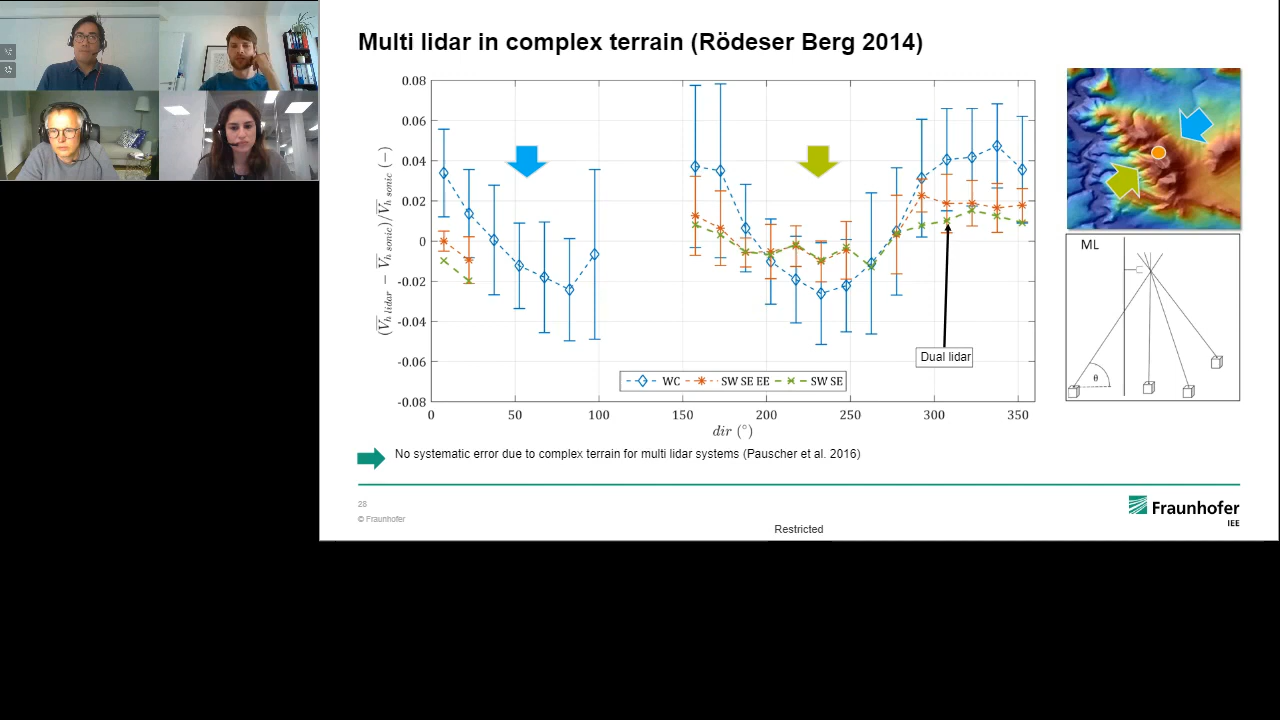 Multi lidar in complex terrain (Rödeser Berg 2014)
0.08
0.06
0.04
0.02
0
-0.02
-0.04
-0.06
-0.08
(V̅h lidar − V̅h sonic)/V̅h sonic (−)
0 50 100 150 200 250 300 350
dir (°)
WC SW SE EE SW SE
Dual lidar
ML
θ
No systematic error due to complex terrain for multi lidar systems (Pauscher et al. 2016)
28
© Fraunhofer
Restricted
Fraunhofer
IEE